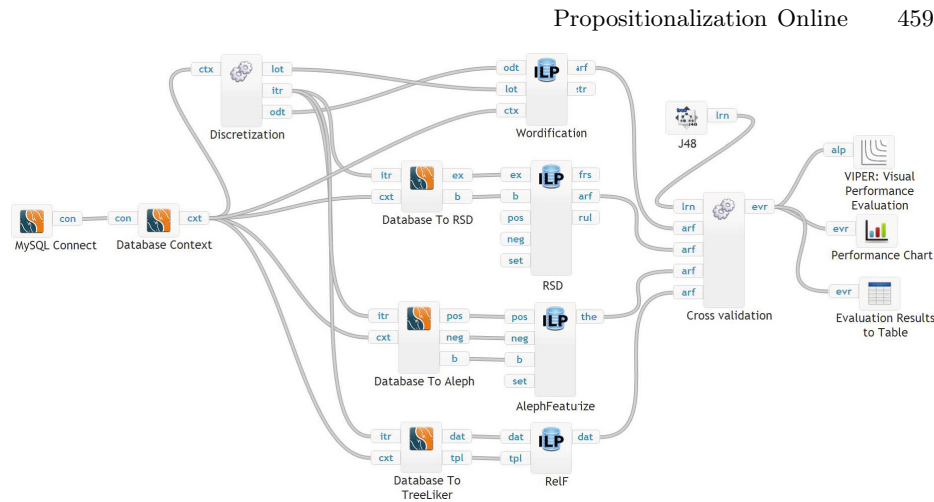 Propositionalization Online 459
ctx
lot
itr
odt
Discretization
odt
lot
ctx
ILP
arf
Wordification
lrn
J48
alp
VIPER: Visual
Performance
Evaluation
itr
cxt
ex
b
Database To RSD
ex
b
pos
neg
set
ILP
frs
arf
rul
RSD
MySQL Connect
con
con
cxt
Database Context
lrn
arf
arf
arf
arf
evr
Cross validation
evr
Performance Chart
evr
Evaluation Results
to Table
itr
cxt
pos
neg
b
Database To Aleph
pos
neg
b
set
ILP
the
AlephFeaturize
itr
cxt
dat
tpl
Database To
TreeLiker
dat
tpl
ILP
dat
RelF